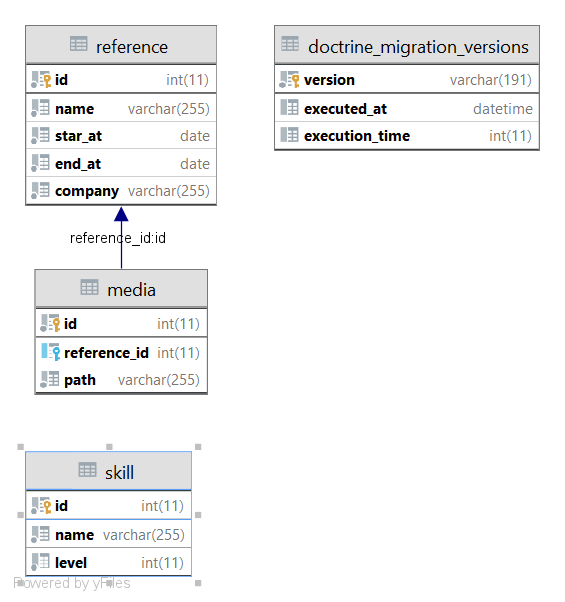 reference
id int(11)
name varchar(255)
star_at date
end_at date
company varchar(255)
doctrine_migration_versions
version varchar(191)
executed_at datetime
execution_time int(11)
reference_id:id
media
id int(11)
reference_id int(11)
path varchar(255)
skill
id int(11)
name varchar(255)
level int(11)
Powered by yFiles